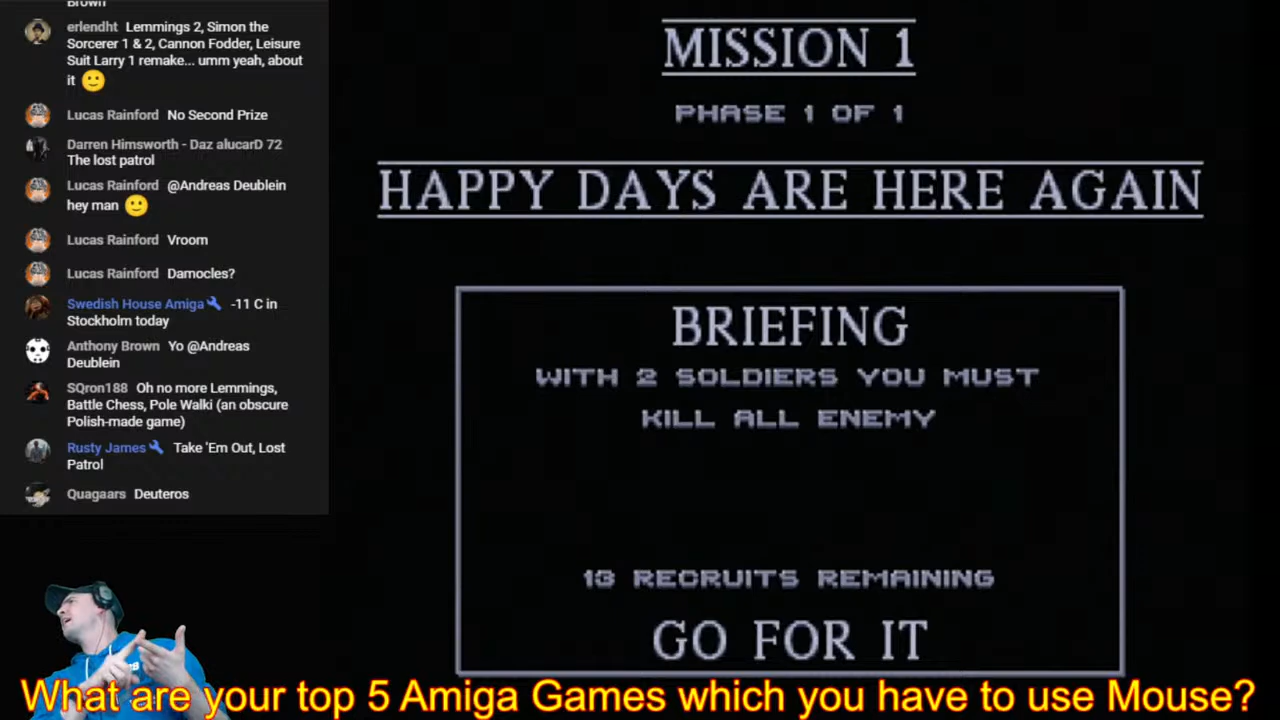 Brown
erlendht Lemmings 2, Simon the
Sorcerer 1 & 2, Cannon Fodder, Leisure
Suit Larry 1 remake... umm yeah, about
it
Lucas Rainford No Second Prize
Darren Himsworth - Daz alucarD 72
The lost patrol
Lucas Rainford @Andreas Deublein
hey man
Lucas Rainford Vroom
Lucas Rainford Damocles?
Swedish House Amiga -11 C in
Stockholm today
Anthony Brown Yo @Andreas
Deublein
SQron188 Oh no more Lemmings,
Battle Chess, Pole Walki (an obscure
Polish-made game)
Rusty James Take 'Em Out, Lost
Patrol
Quagaars Deuteros
MISSION 1
PHASE 1 OF 1
HAPPY DAYS ARE HERE AGAIN
BRIEFING
WITH 2 SOLDIERS YOU MUST
KILL ALL ENEMY
13 RECRUITS REMAINING
GO FOR IT
What are your top 5 Amiga Games which you have to use Mouse?